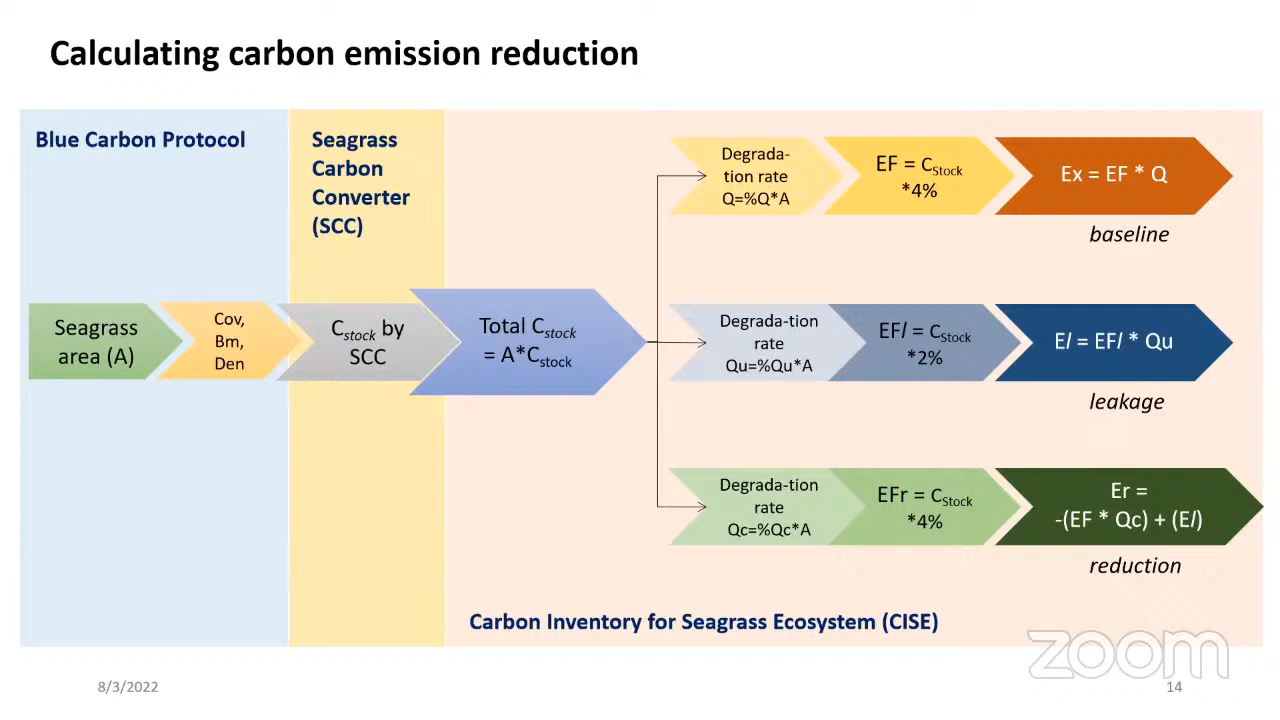 Calculating carbon emission reduction
Blue Carbon Protocol
Seagrass
Carbon
Converter
(SCC)
Seagrass
area (A)
Cov,
Bm,
Den
Cstock by
SCC
Total Cstock
= A*Cstock
Degrada-
tion rate
Q=%Q*A
EF = CStock
*4%
Ex = EF * Q
baseline
Degrada-tion
rate
Qu=%Qu*A
EFl = CStock
*2%
El = EFl * Qu
leakage
Degrada-tion
rate
Qc=%Qc*A
EFr = CStock
*4%
Er =
-(EF * Qc) + (El)
reduction
Carbon Inventory for Seagrass Ecosystem (CISE)
zoom
8/3/2022
14